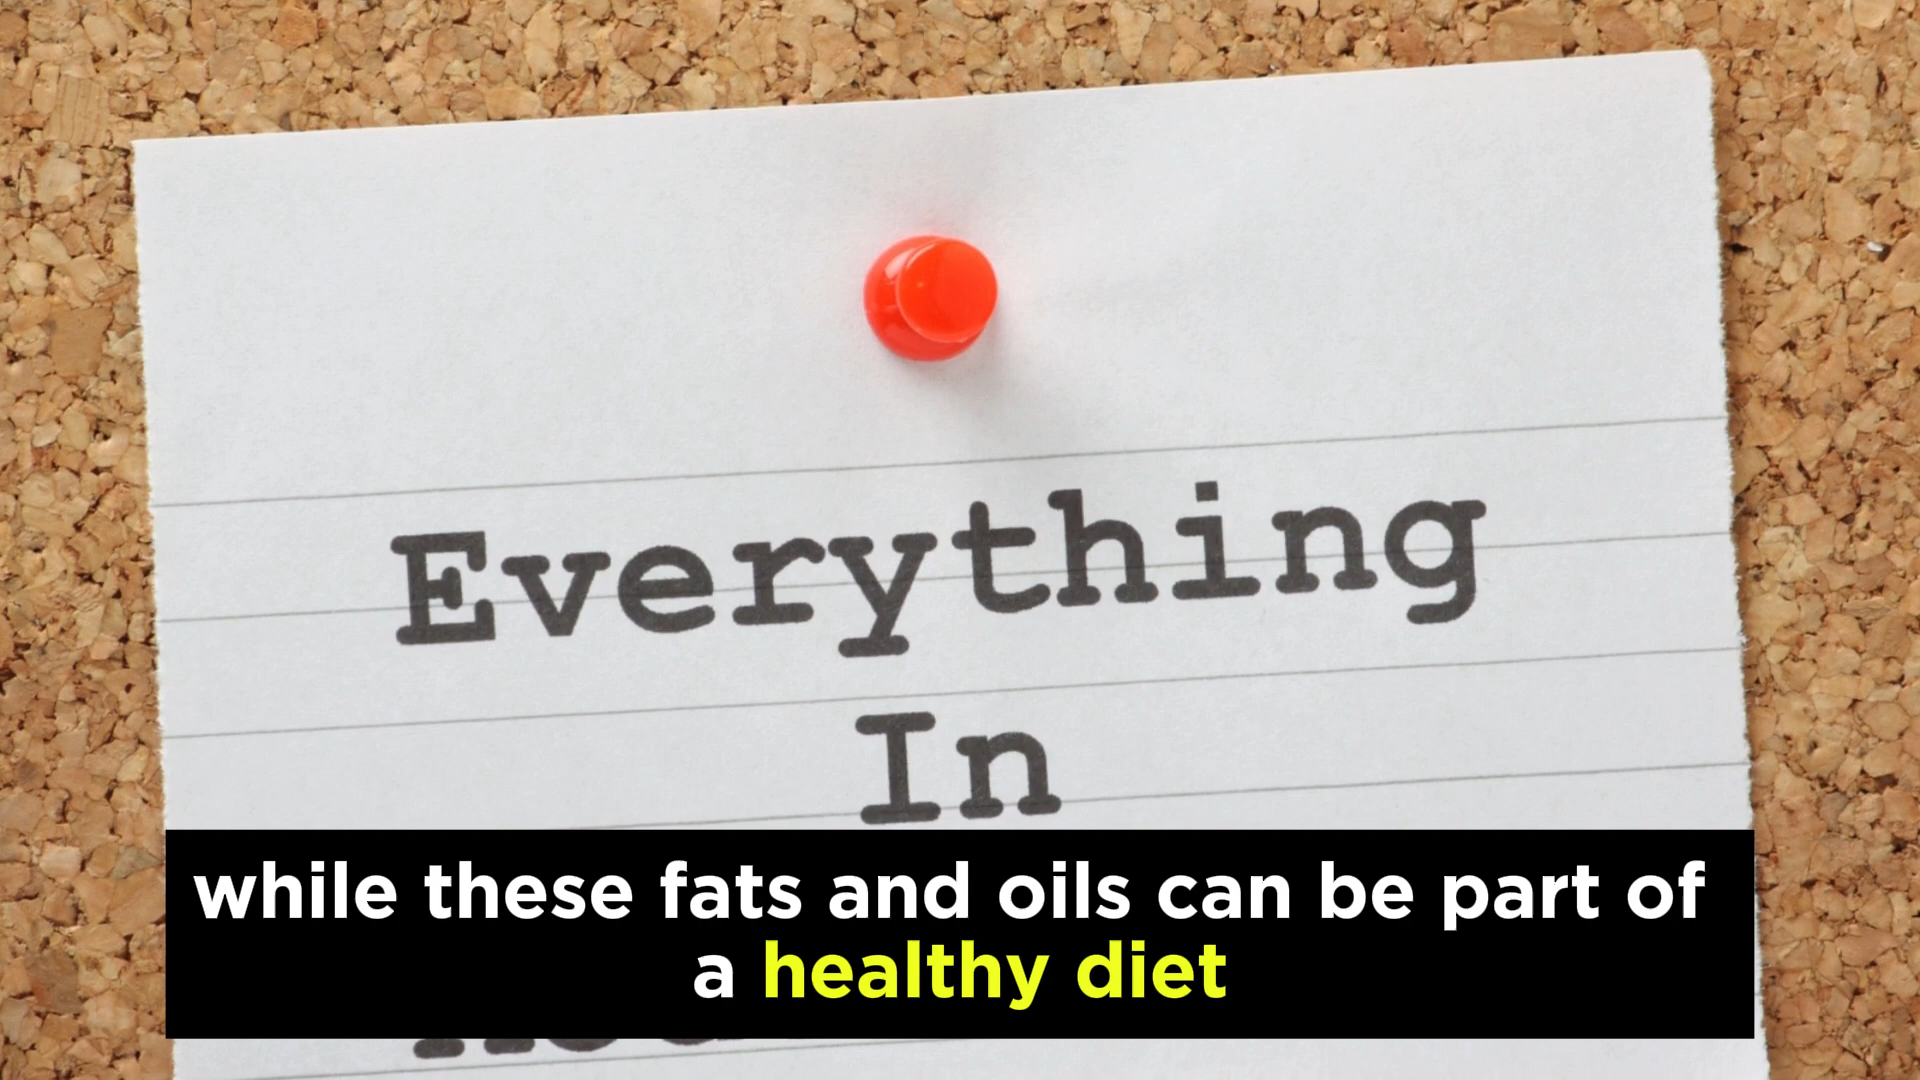 Everything
In
while these fats and oils can be part of
a healthy diet